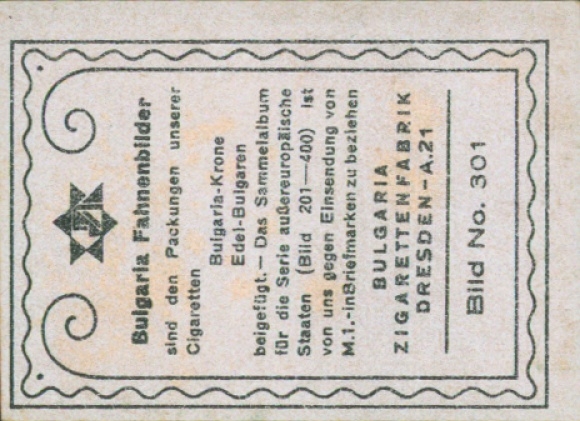 Bulgaria Fahnenbilder
sind den Packungen unserer
Cigaretten
Bulgaria-Krone
Edel-Bulgaren
beigefügt. — Das Sammelalbum
für die Serie außereuropäische
Staaten (Bild 201—400) ist
von uns gegen Einsendung von
M.1.-in Briefmarken zu beziehen
BULGARIA
ZIGARETTENFABRIK
DRESDEN-A.21
Bild No. 301